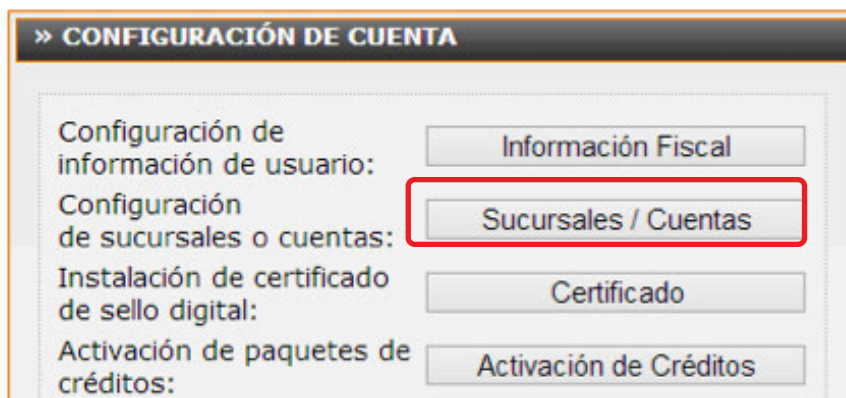 » CONFIGURACIÓN DE CUENTA
Configuración de
información de usuario:
Información Fiscal
Configuración
de sucursales o cuentas:
Sucursales / Cuentas
Instalación de certificado
de sello digital:
Certificado
Activación de paquetes de
créditos:
Activación de Créditos